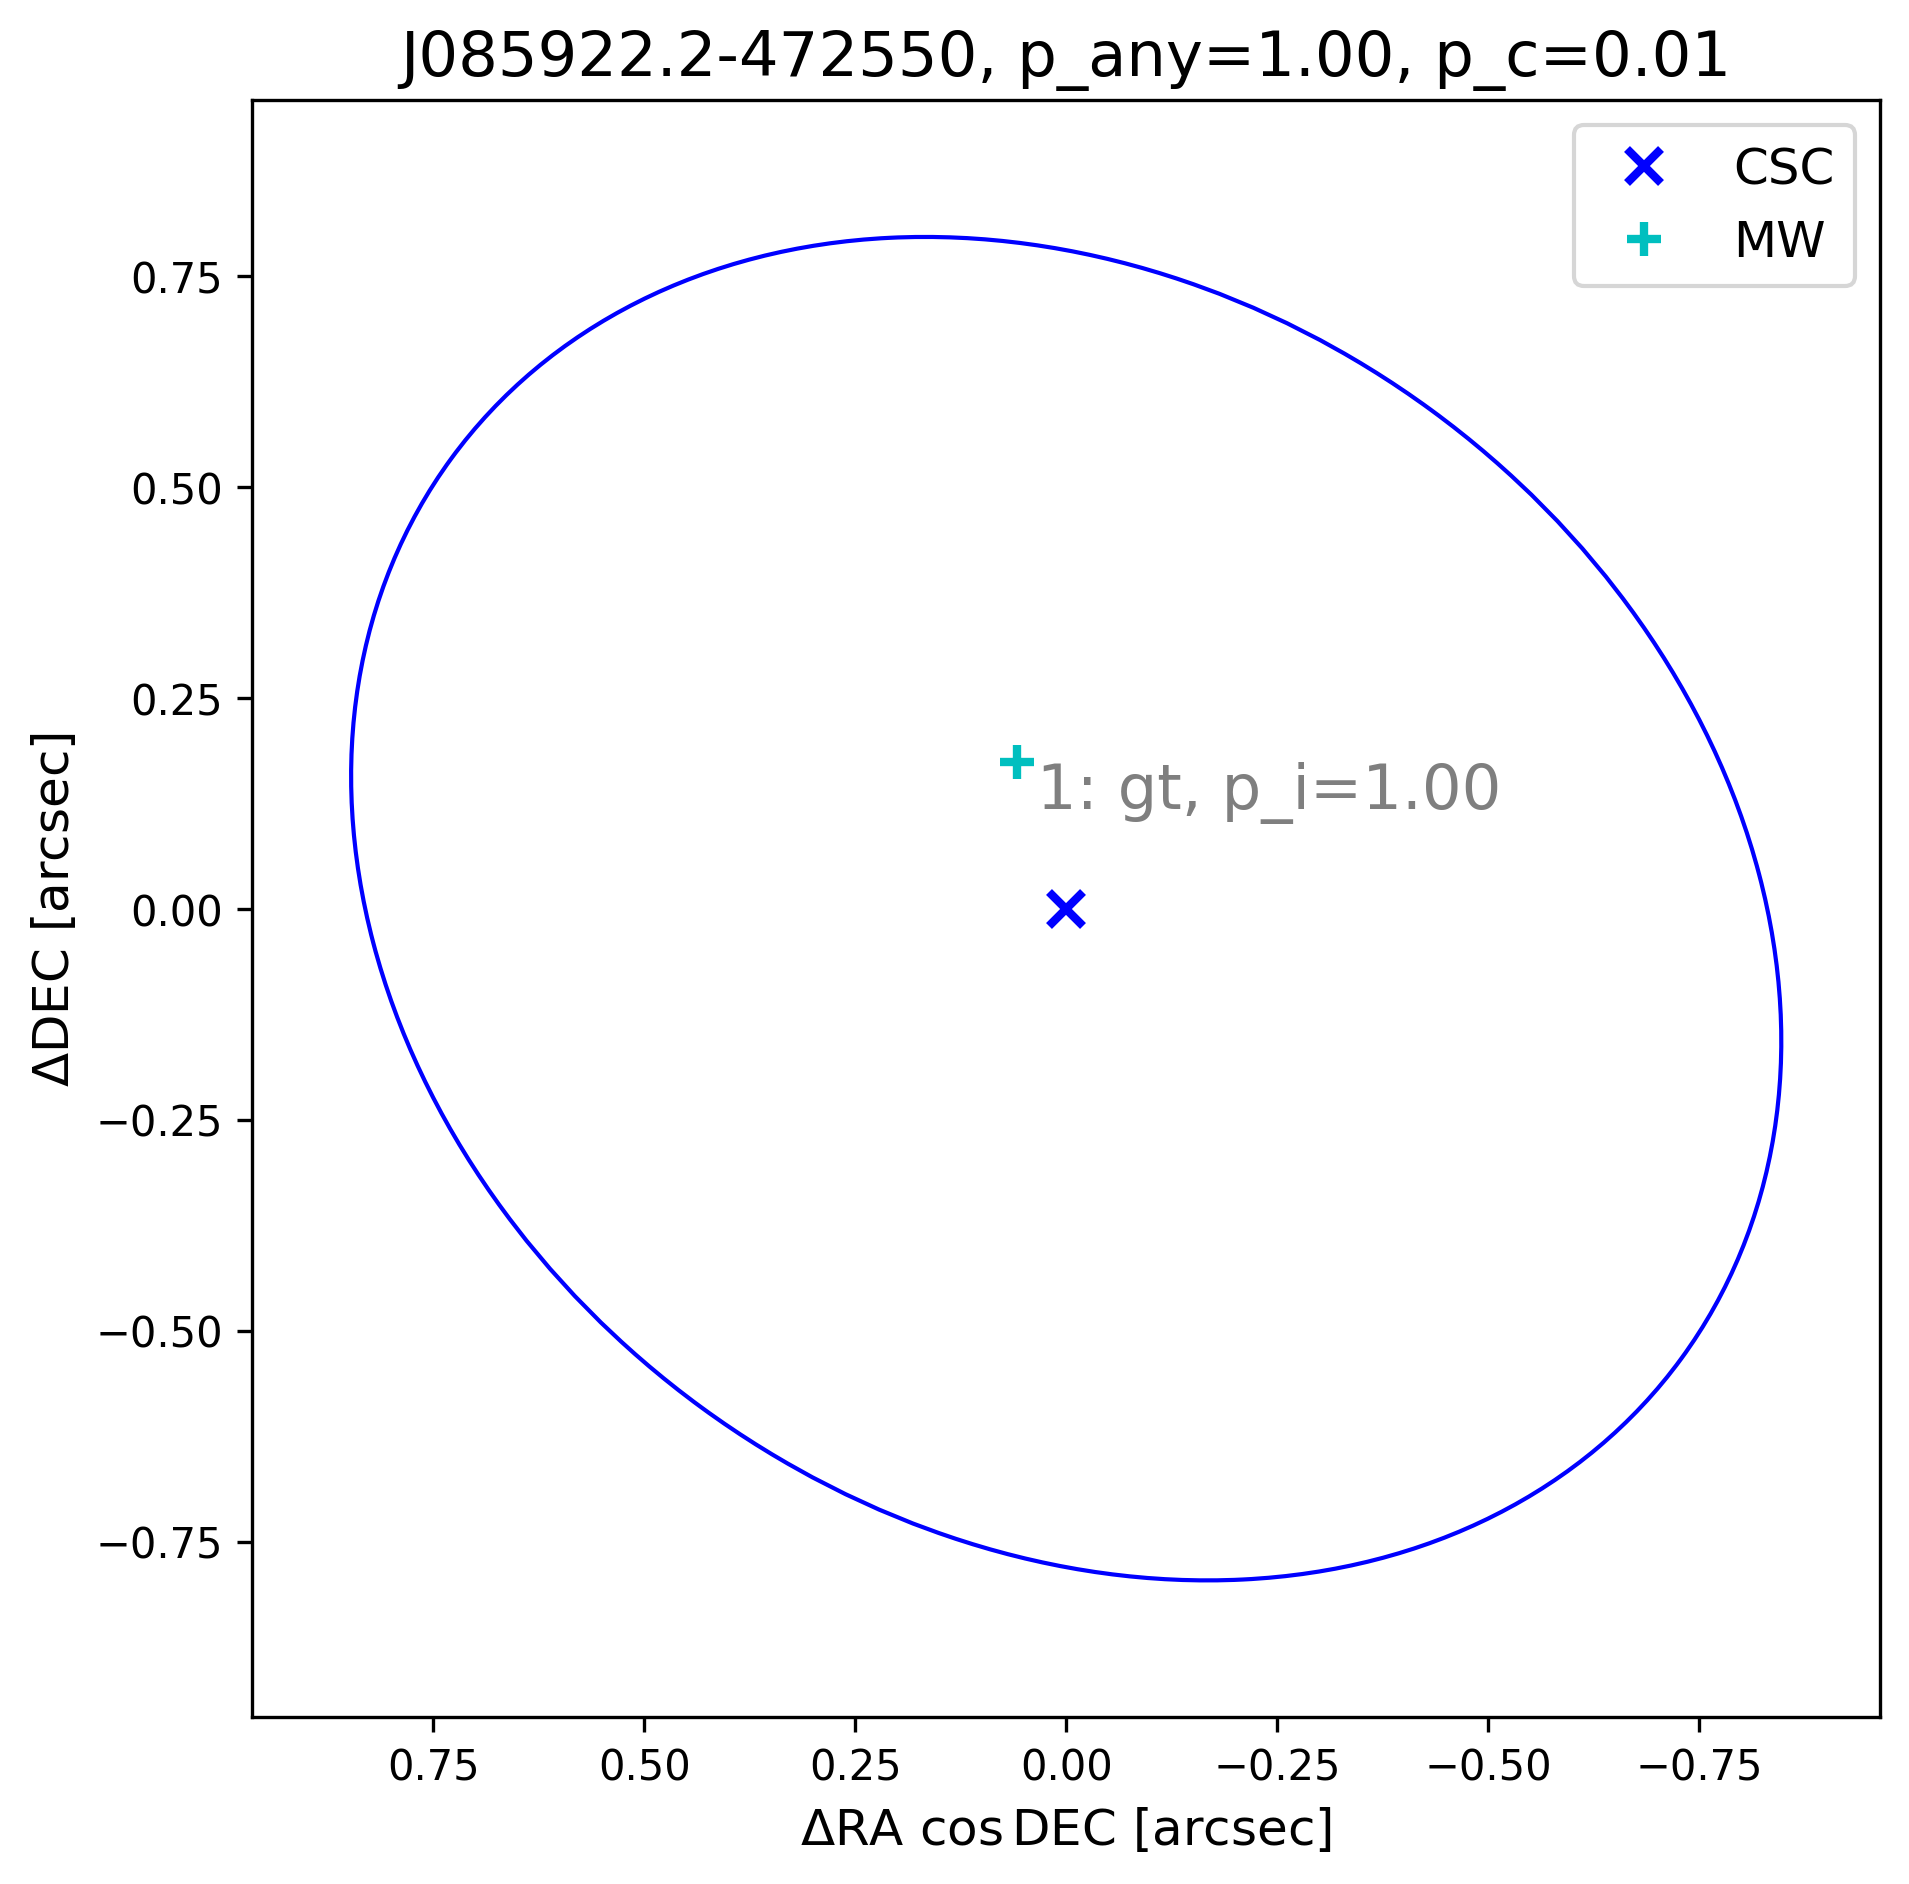 J085922.2-472550, p_any=1.00, p_c=0.01
CSC
MW
0.75
0.50
0.25
0.00
−0.25
−0.50
−0.75
ΔDEC [arcsec]
1: gt, p_i=1.00
0.75 0.50 0.25 0.00 −0.25 −0.50 −0.75
ΔRA cos DEC [arcsec]